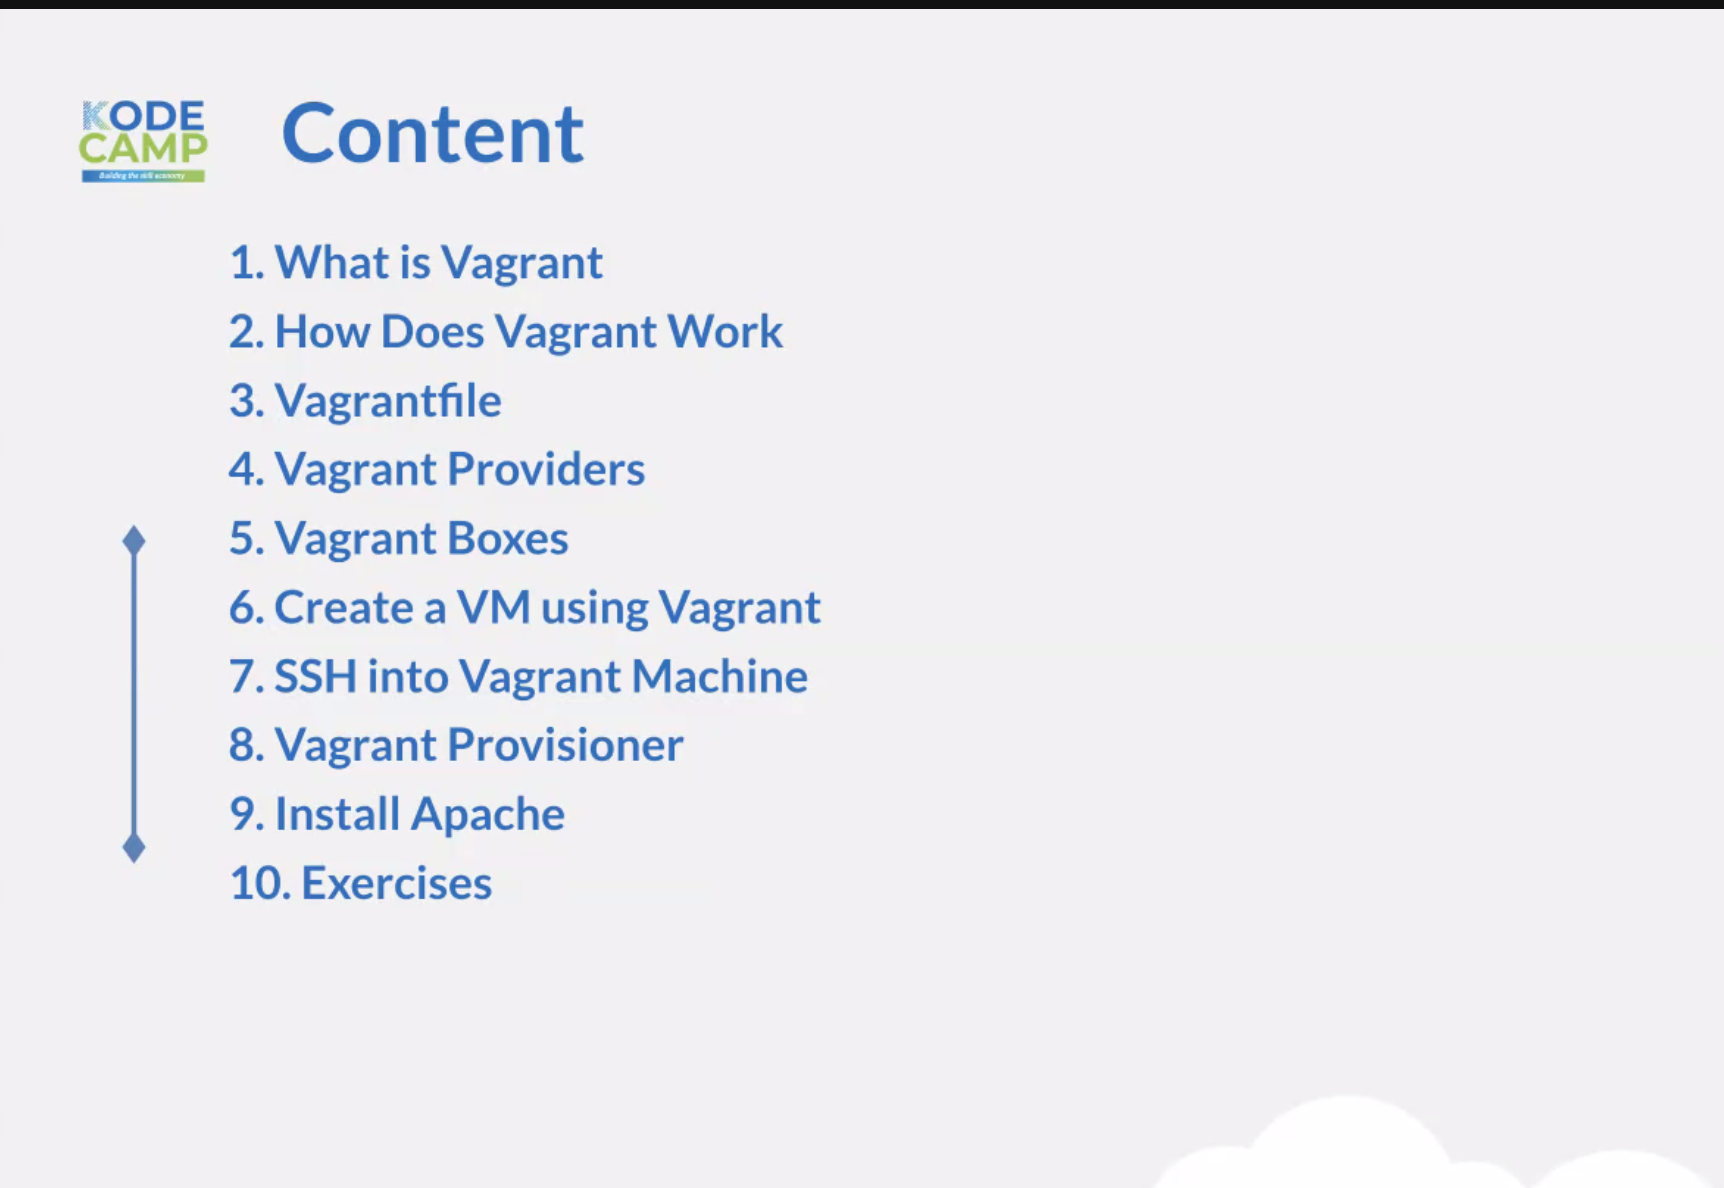 KODE
CAMP
Building the skill economy
Content
1. What is Vagrant
2. How Does Vagrant Work
3. Vagrantfile
4. Vagrant Providers
5. Vagrant Boxes
6. Create a VM using Vagrant
7. SSH into Vagrant Machine
8. Vagrant Provisioner
9. Install Apache
10. Exercises